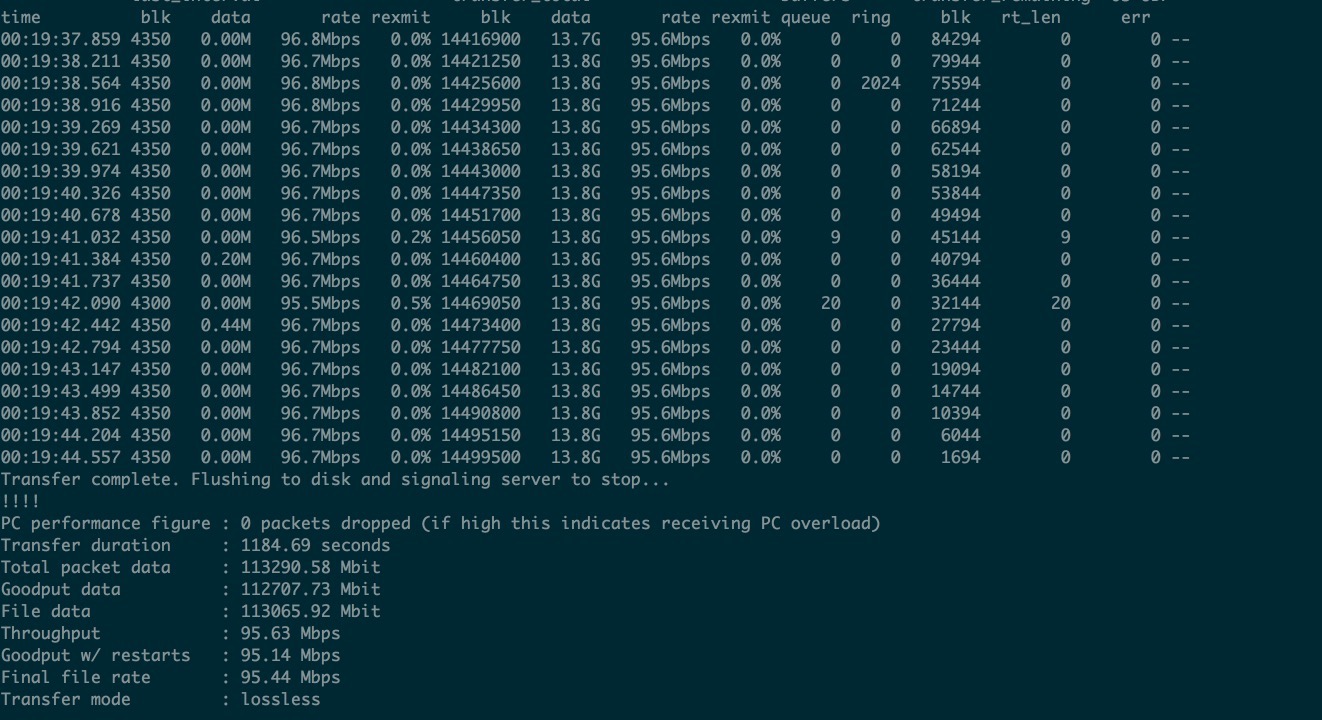 time             blk    data       rate rexmit     blk    data       rate rexmit queue  ring     blk   rt_len     err
00:19:37.859 4350   0.00M   96.8Mbps   0.0% 14416900   13.7G   95.6Mbps   0.0%     0     0   84294        0        0 --
00:19:38.211 4350   0.00M   96.7Mbps   0.0% 14421250   13.8G   95.6Mbps   0.0%     0     0   79944        0        0 --
00:19:38.564 4350   0.00M   96.8Mbps   0.0% 14425600   13.8G   95.6Mbps   0.0%     0  2024   75594        0        0 --
00:19:38.916 4350   0.00M   96.8Mbps   0.0% 14429950   13.8G   95.6Mbps   0.0%     0     0   71244        0        0 --
00:19:39.269 4350   0.00M   96.7Mbps   0.0% 14434300   13.8G   95.6Mbps   0.0%     0     0   66894        0        0 --
00:19:39.621 4350   0.00M   96.7Mbps   0.0% 14438650   13.8G   95.6Mbps   0.0%     0     0   62544        0        0 --
00:19:39.974 4350   0.00M   96.7Mbps   0.0% 14443000   13.8G   95.6Mbps   0.0%     0     0   58194        0        0 --
00:19:40.326 4350   0.00M   96.7Mbps   0.0% 14447350   13.8G   95.6Mbps   0.0%     0     0   53844        0        0 --
00:19:40.678 4350   0.00M   96.7Mbps   0.0% 14451700   13.8G   95.6Mbps   0.0%     0     0   49494        0        0 --
00:19:41.032 4350   0.00M   96.5Mbps   0.2% 14456050   13.8G   95.6Mbps   0.0%     9     0   45144        9        0 --
00:19:41.384 4350   0.20M   96.7Mbps   0.0% 14460400   13.8G   95.6Mbps   0.0%     0     0   40794        0        0 --
00:19:41.737 4350   0.00M   96.7Mbps   0.0% 14464750   13.8G   95.6Mbps   0.0%     0     0   36444        0        0 --
00:19:42.090 4300   0.00M   95.5Mbps   0.5% 14469050   13.8G   95.6Mbps   0.0%    20     0   32144       20        0 --
00:19:42.442 4350   0.44M   96.7Mbps   0.0% 14473400   13.8G   95.6Mbps   0.0%     0     0   27794        0        0 --
00:19:42.794 4350   0.00M   96.7Mbps   0.0% 14477750   13.8G   95.6Mbps   0.0%     0     0   23444        0        0 --
00:19:43.147 4350   0.00M   96.7Mbps   0.0% 14482100   13.8G   95.6Mbps   0.0%     0     0   19094        0        0 --
00:19:43.499 4350   0.00M   96.7Mbps   0.0% 14486450   13.8G   95.6Mbps   0.0%     0     0   14744        0        0 --
00:19:43.852 4350   0.00M   96.7Mbps   0.0% 14490800   13.8G   95.6Mbps   0.0%     0     0   10394        0        0 --
00:19:44.204 4350   0.00M   96.7Mbps   0.0% 14495150   13.8G   95.6Mbps   0.0%     0     0    6044        0        0 --
00:19:44.557 4350   0.00M   96.7Mbps   0.0% 14499500   13.8G   95.6Mbps   0.0%     0     0    1694        0        0 --
Transfer complete. Flushing to disk and signaling server to stop...
!!!!
PC performance figure : 0 packets dropped (if high this indicates receiving PC overload)
Transfer duration     : 1184.69 seconds
Total packet data     : 113290.58 Mbit
Goodput data          : 112707.73 Mbit
File data             : 113065.92 Mbit
Throughput            : 95.63 Mbps
Goodput w/ restarts   : 95.14 Mbps
Final file rate       : 95.44 Mbps
Transfer mode         : lossless